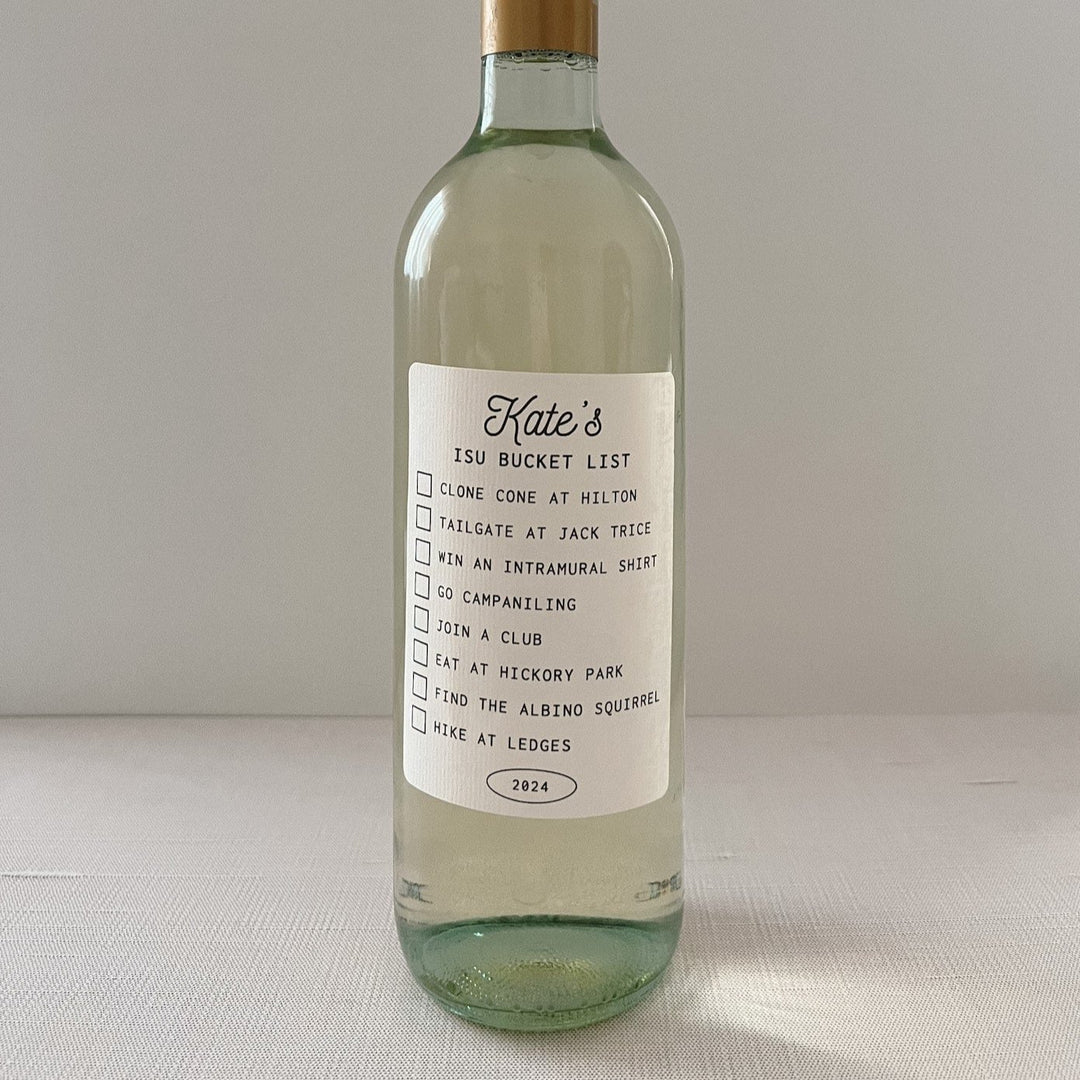 Kate's
ISU BUCKET LIST
CLONE CONE AT HILTON
TAILGATE AT JACK TRICE
WIN AN INTRAMURAL SHIRT
GO CAMPANILING
JOIN A CLUB
EAT AT HICKORY PARK
FIND THE ALBINO SQUIRREL
HIKE AT LEDGES
2024